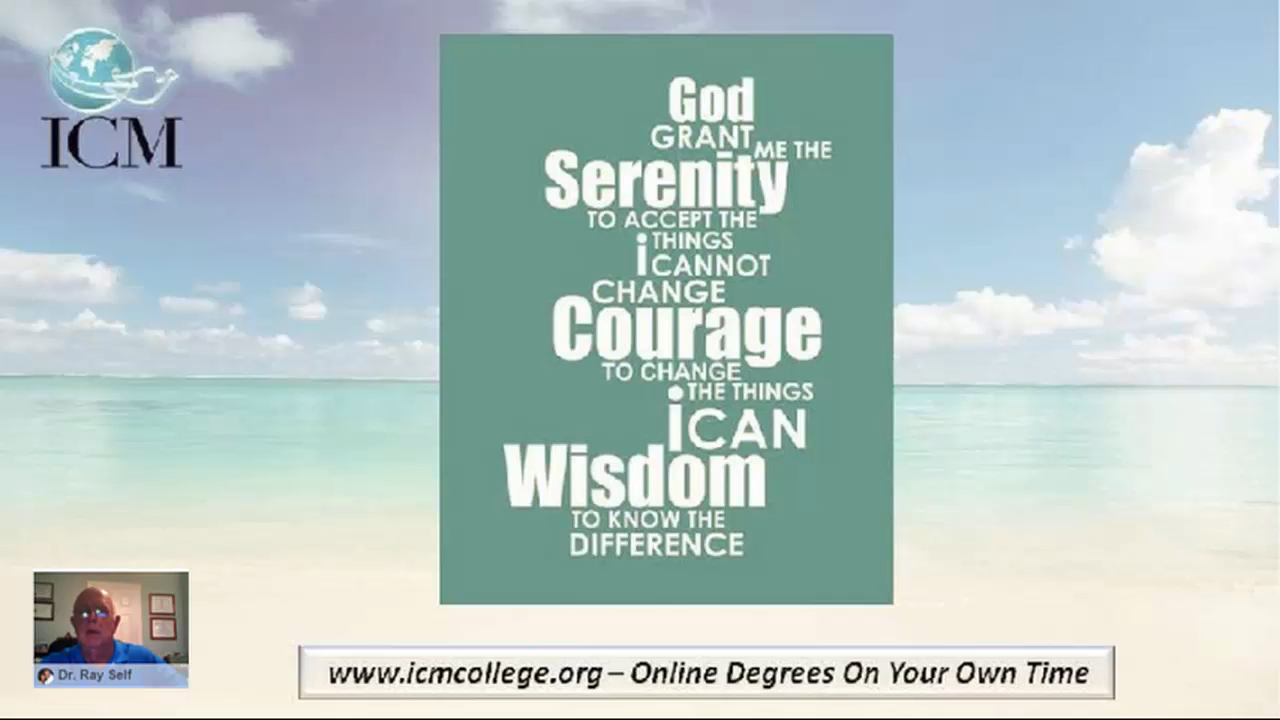 ICM
God
GRANT ME THE
Serenity
TO ACCEPT THE
i THINGS
CANNOT
CHANGE
Courage
TO CHANGE
THE THINGS
i CAN
Wisdom
TO KNOW THE
DIFFERENCE
Dr. Ray Self
www.icmcollege.org – Online Degrees On Your Own Time